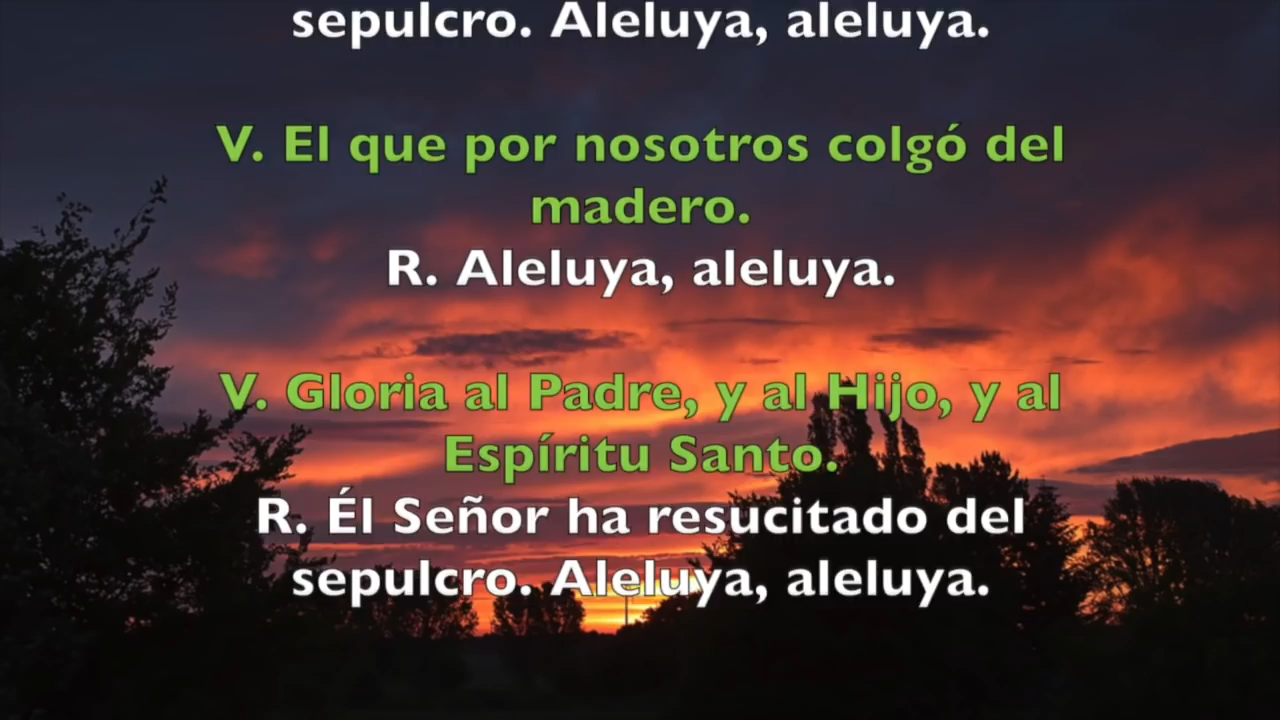 sepulcro. Aleluya, aleluya.
V. El que por nosotros colgó del
madero.
R. Aleluya, aleluya.
V. Gloria al Padre, y al Hijo, y al
Espíritu Santo.
R. Él Señor ha resucitado del
sepulcro. Aleluya, aleluya.